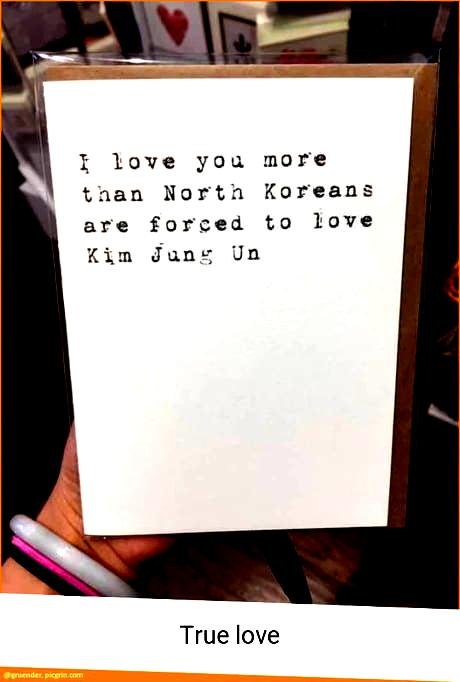 I love you more
than North Koreans
are forced to love
Kim Jung Un
True love
@gruender, picgrin.com